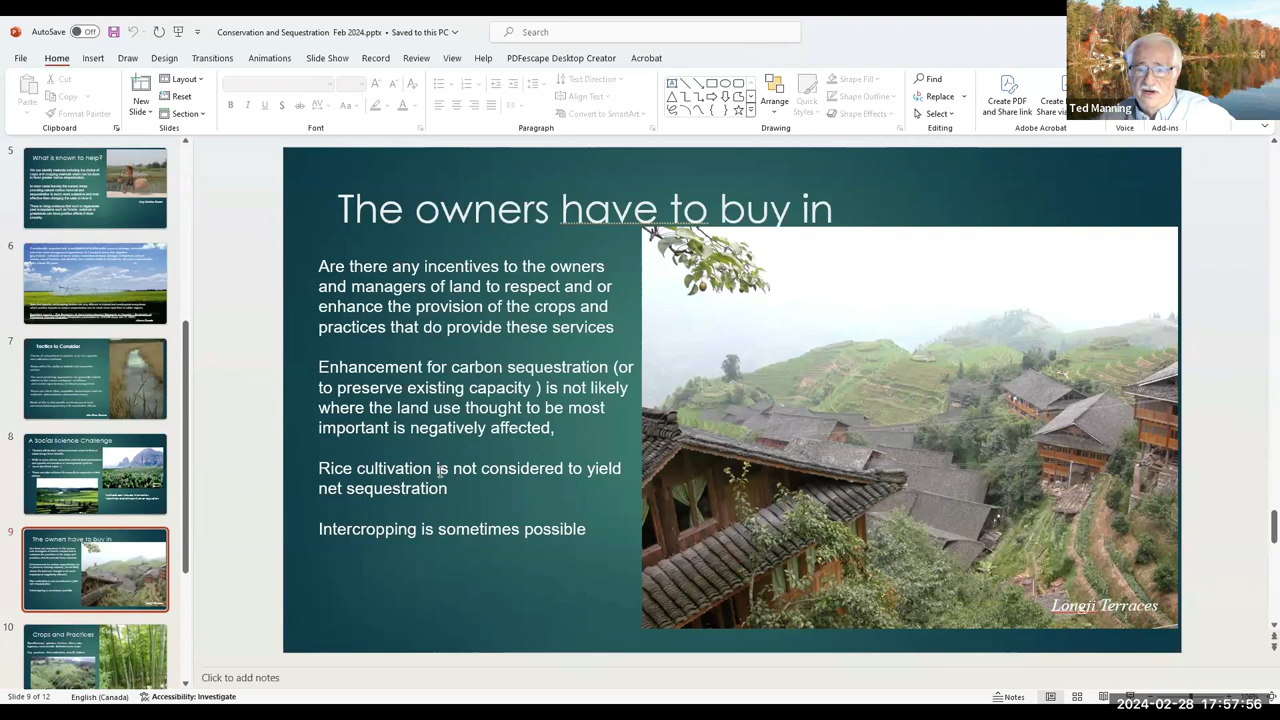 AutoSave
Off
Conservation and Sequestration Feb 2024.pptx • Saved to this PC
Search
File
Home
Insert
Draw
Design
Transitions
Animations
Slide Show
Record
Review
View
Help
PDFescape Desktop Creator
Acrobat
Paste
Cut
Copy
Format Painter
Clipboard
New
Slide
Layout
Reset
Section
Slides
Font
Paragraph
Text Direction
Align Text
Convert to SmartArt
Arrange
Quick
Styles
Shape Fill
Shape Outline
Shape Effects
Drawing
Find
Replace
Select
Editing
Create PDF
and Share link
Adobe Acrobat
Voice
Add-ins
Ted Manning
5
What is known to help?
6
7
Tactics to Consider
8
A Social Science Challenge
9
The owners have to buy in
10
Crops and Practices
The owners have to buy in
Are there any incentives to the owners
and managers of land to respect and or
enhance the provision of the crops and
practices that do provide these services
Enhancement for carbon sequestration (or
to preserve existing capacity ) is not likely
where the land use thought to be most
important is negatively affected,
Rice cultivation is not considered to yield
net sequestration
Intercropping is sometimes possible
Longji Terraces
Click to add notes
Slide 9 of 12
English (Canada)
Accessibility: Investigate
Notes
2024-02-28 17:57:56